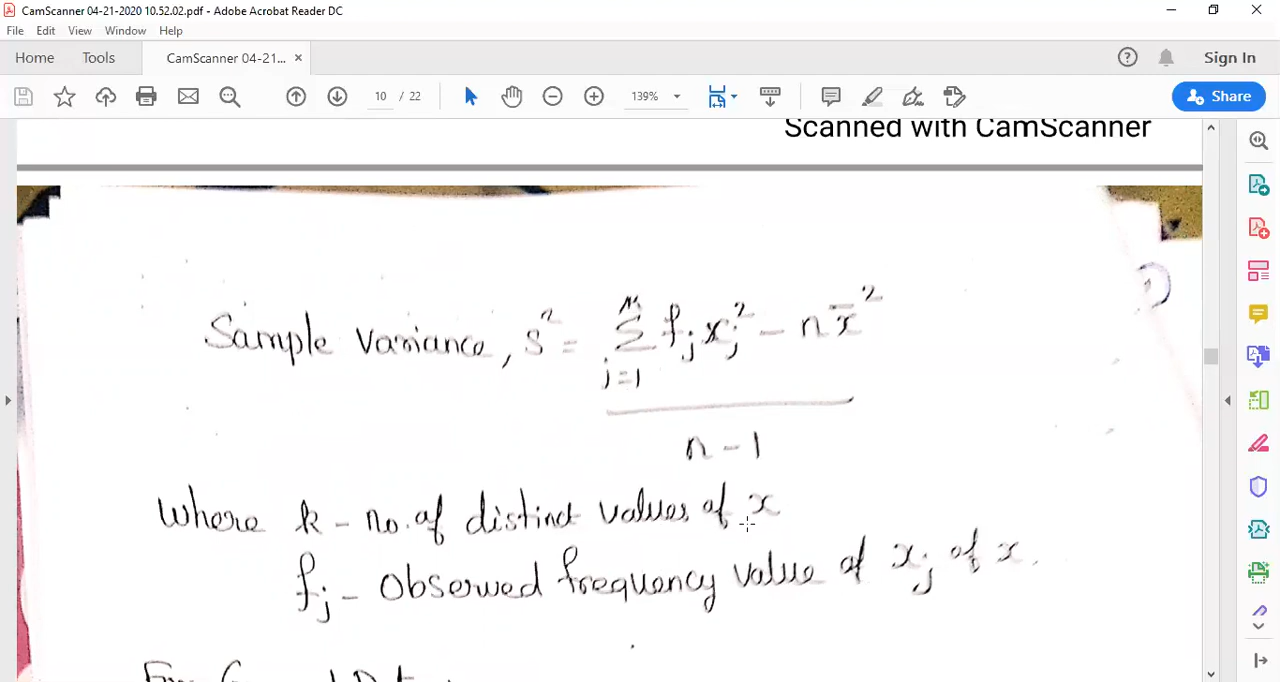 CamScanner 04-21-2020 10.52.02.pdf - Adobe Acrobat Reader DC
File Edit View Window Help
Home Tools CamScanner 04-21... × Sign In
10 / 22 139% Share
Scanned with CamScanner
Sample Variance, S² = Σ fj xj² - n x̄²
j=1
n - 1
Where k - no. of distinct values of x
fj - Observed frequency value of xj of x.